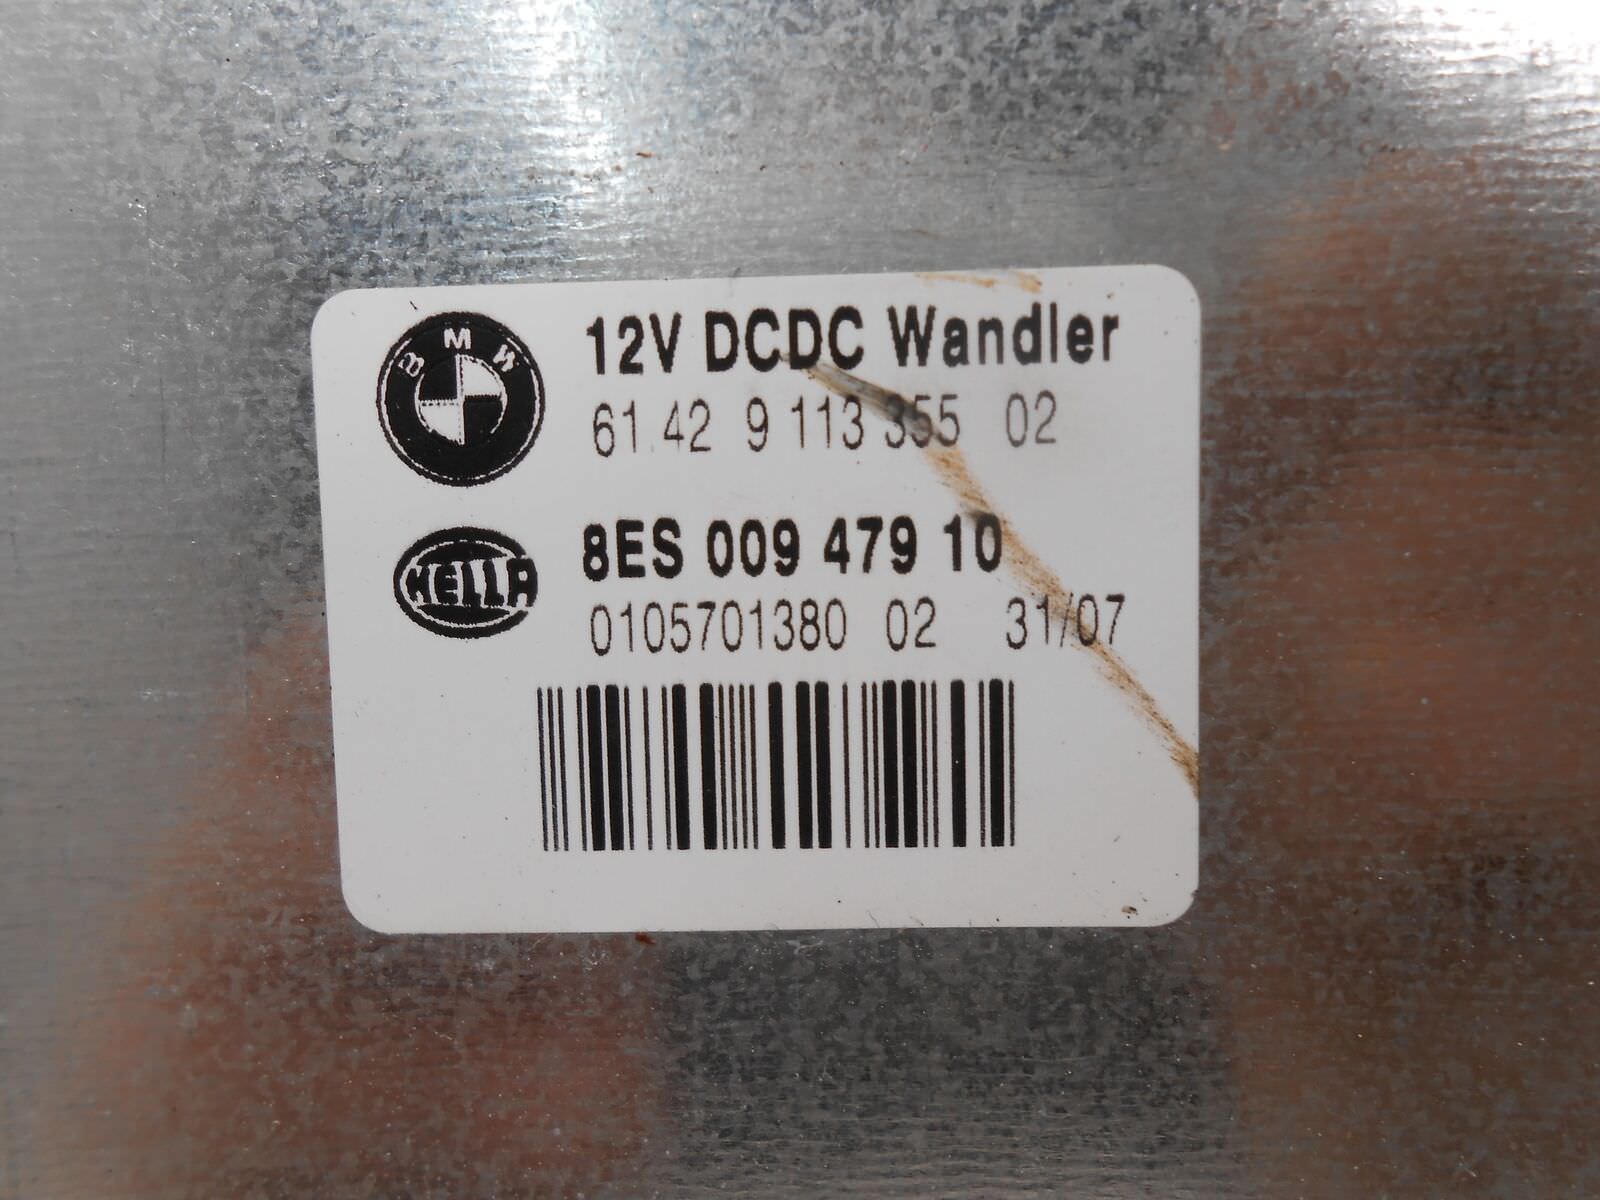 BMW
12V DCDC Wandler
61.42 9 113 355 02
HELLA
8ES 009 479 10
0105701380 02 31/07